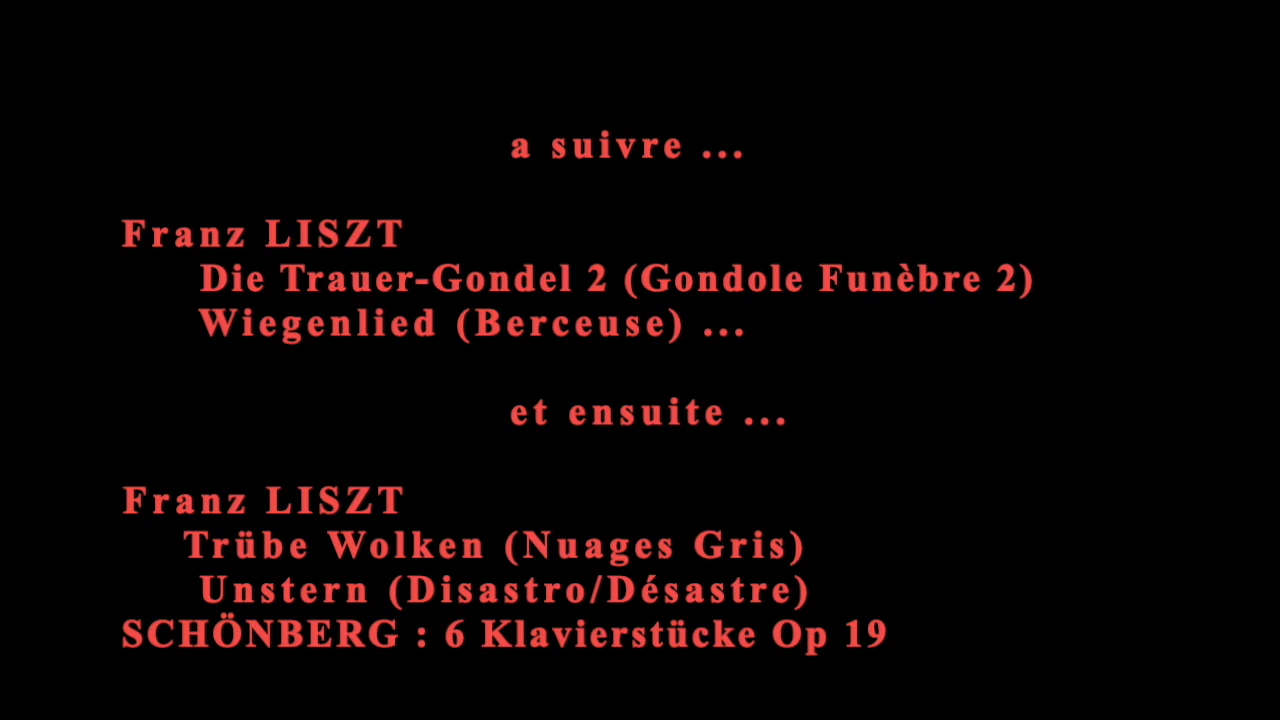 a suivre ...
Franz LISZT
Die Trauer-Gondel 2 (Gondole Funèbre 2)
Wiegenlied (Berceuse) ...
et ensuite ...
Franz LISZT
Trübe Wolken (Nuages Gris)
Unstern (Disastro/Désastre)
SCHÖNBERG : 6 Klavierstücke Op 19